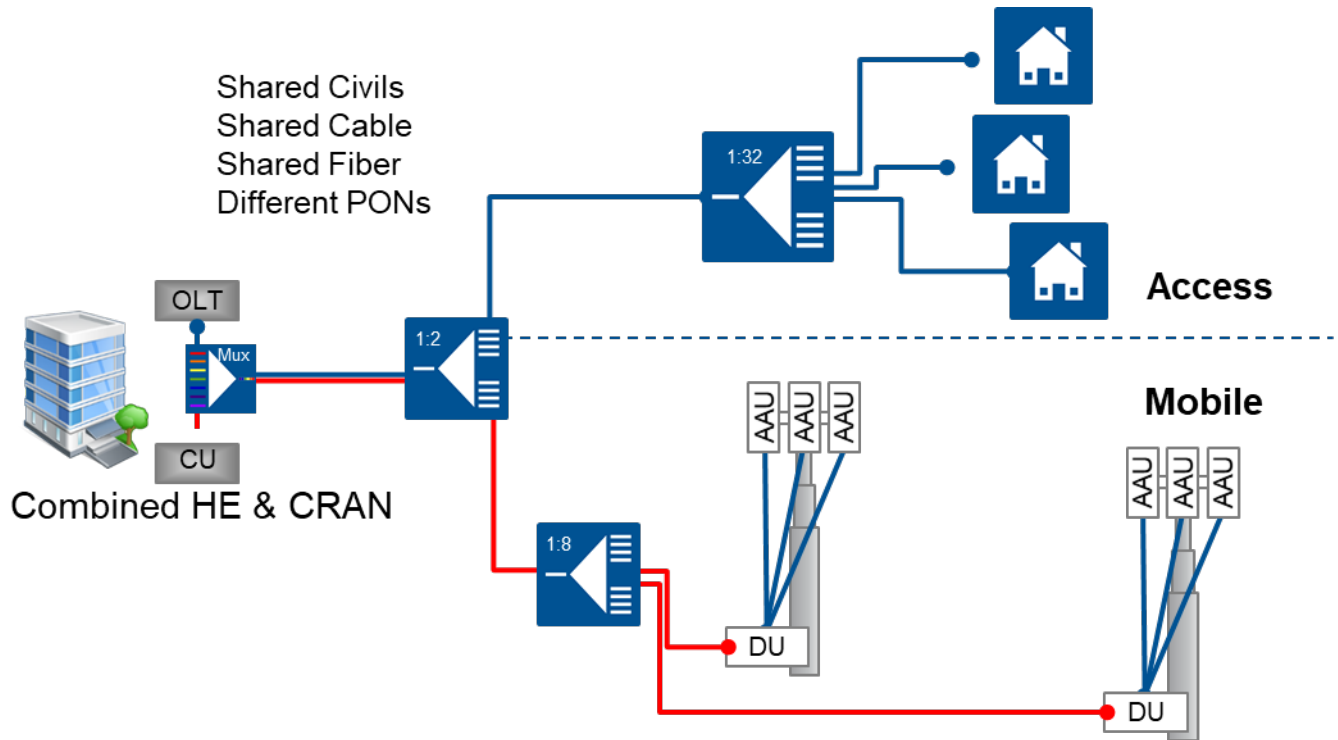 Shared Civils
Shared Cable
Shared Fiber
Different PONs
1:32
Access
OLT
Mux
1:2
CU
Combined HE & CRAN
Mobile
AAU
AAU
AAU
AAU
AAU
AAU
1:8
DU
DU